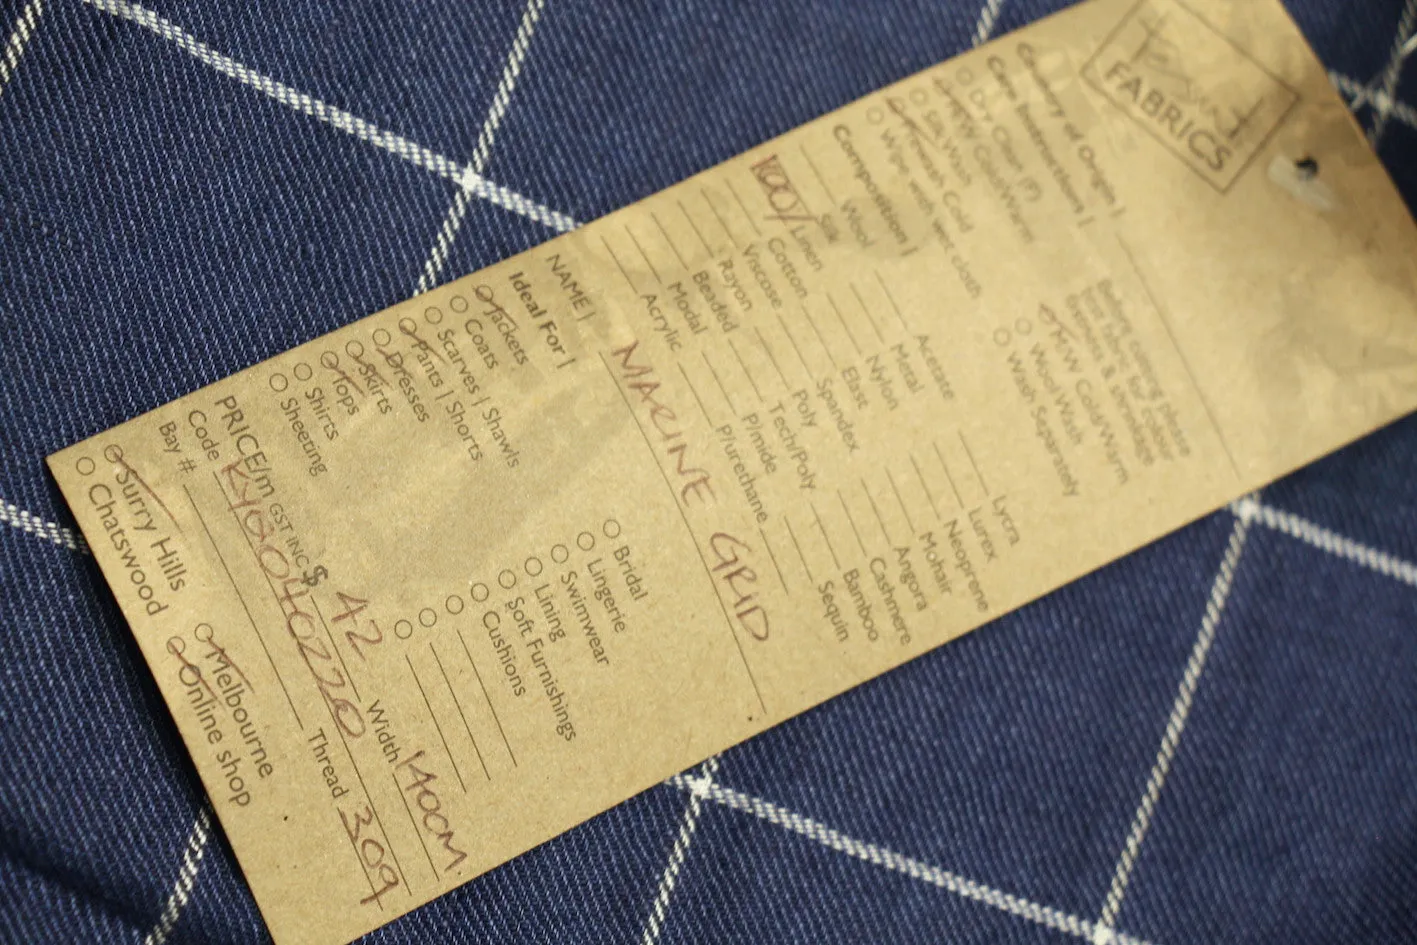 FABRICS
Country of Origin |
Care Instructions |
Dry Clean (P)
H/W Cold/Warm
Silk Wash
Prewash Cold
Wipe with wet cloth
M/W Cold/Warm
Wool Wash
Wash Separately
Before cutting please
test fabric for colour
fastness & shrinkage
Composition |
Wool
Silk
100% Linen
Cotton
Viscose
Rayon
Beaded
Modal
Acrylic
Acetate
Metal
Nylon
Elast
Spandex
Poly
Tech/Poly
P/mide
P/urethane
Lycra
Lurex
Neoprene
Mohair
Angora
Cashmere
Bamboo
Sequin
NAME | MARINE GRID
Ideal For |
Jackets
Coats
Scarves | Shawls
Pants | Shorts
Dresses
Skirts
Tops
Shirts
Sheeting
Bridal
Lingerie
Swimwear
Lining
Soft Furnishings
Cushions
PRICE/m GST INC $ 42 Width 140cm
Code Thread 309
Bay #
Surry Hills Melbourne
Chatswood Online shop